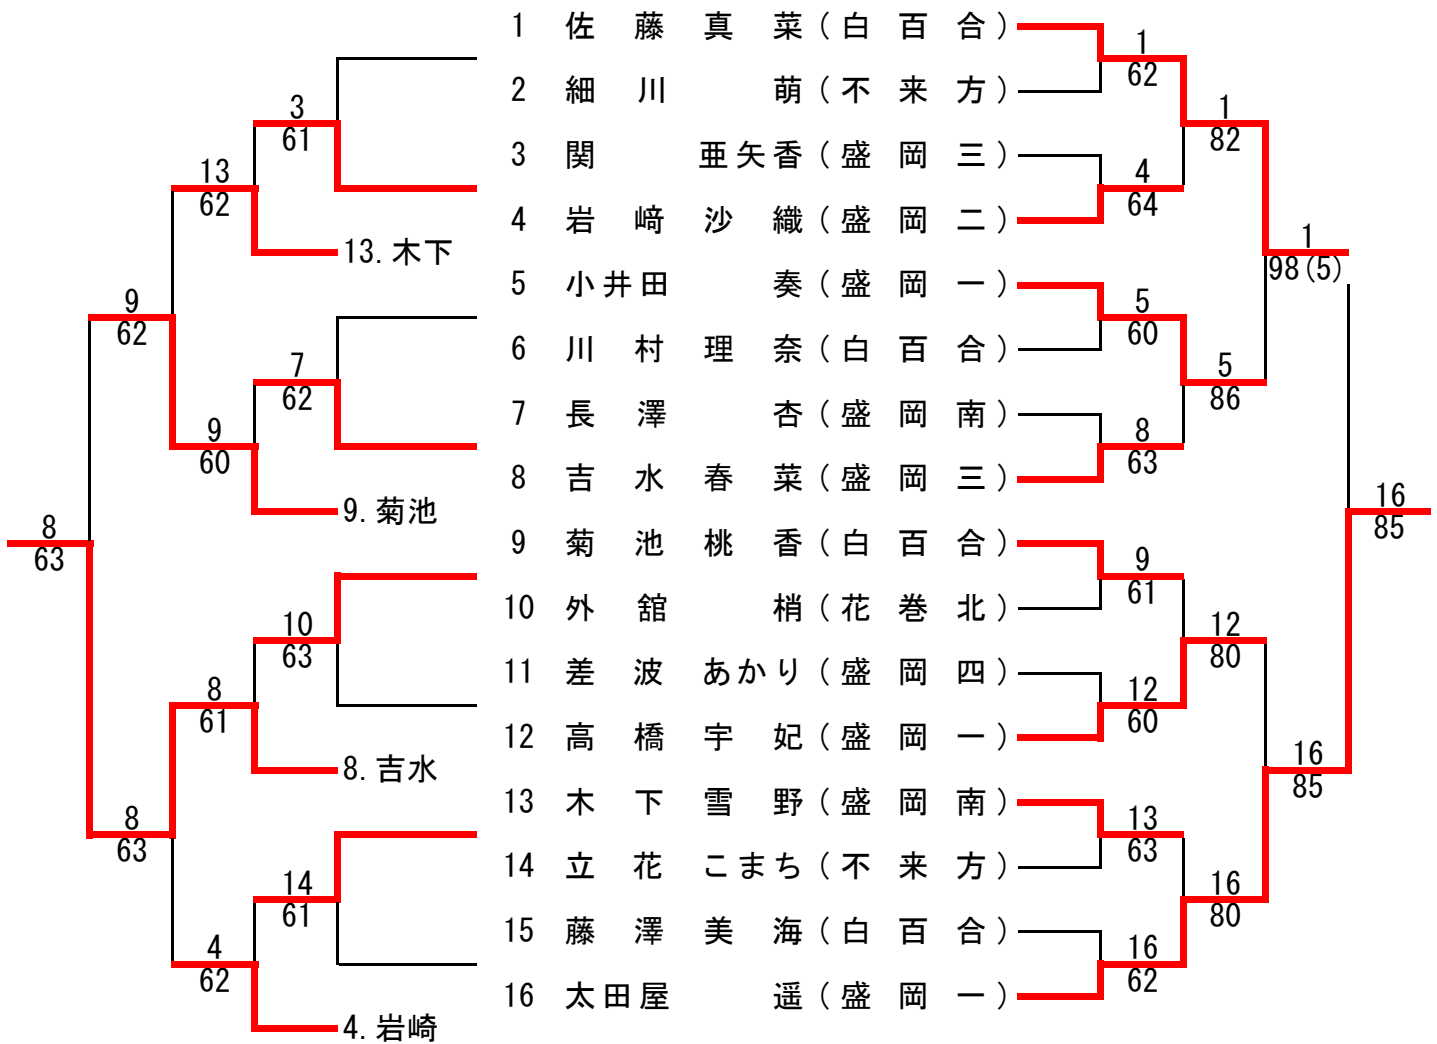 1 佐藤真菜(白百合)
2 細川萌(不来方)
3 関亜矢香(盛岡三)
4 岩﨑沙織(盛岡二)
5 小井田奏(盛岡一)
6 川村理奈(白百合)
7 長澤杏(盛岡南)
8 吉水春菜(盛岡三)
9 菊池桃香(白百合)
10 外舘梢(花巻北)
11 差波あかり(盛岡四)
12 高橋宇妃(盛岡一)
13 木下雪野(盛岡南)
14 立花こまち(不来方)
15 藤澤美海(白百合)
16 太田屋遥(盛岡一)
1
62
4
64
5
60
8
63
9
61
12
60
13
63
16
62
1
82
5
86
12
80
16
80
1
98(5)
16
85
16
85
3
61
7
62
10
63
14
61
13
62
13.木下
9
60
9.菊池
8
61
8.吉水
4
62
4.岩崎
9
62
8
63
8
63